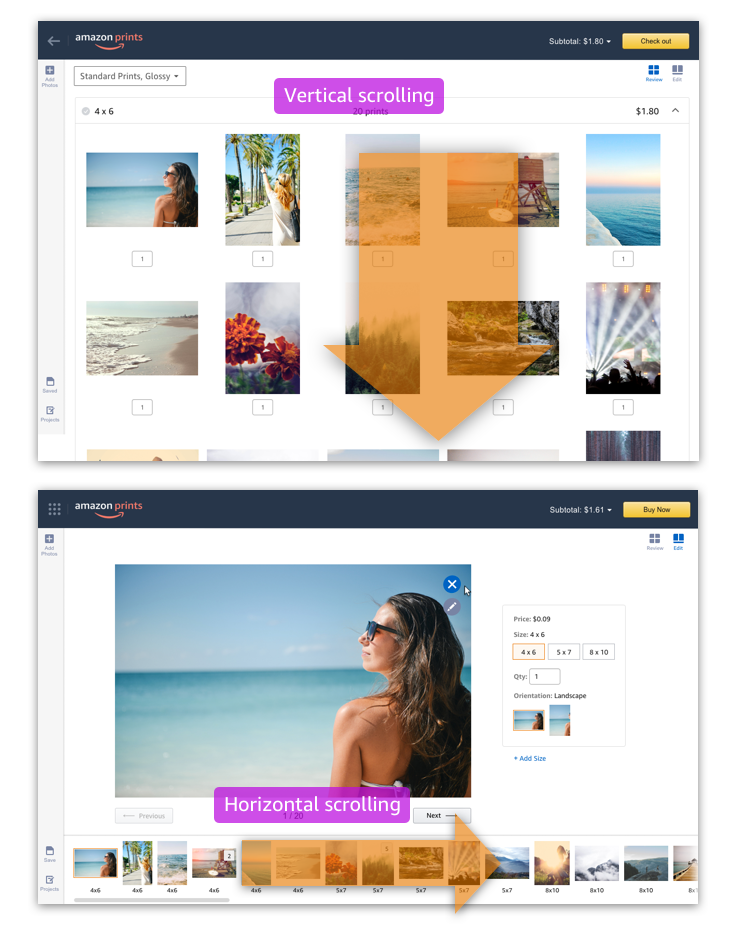 amazon prints
Subtotal: $1.80
Check out
Add
Photos
Standard Prints, Glossy
Review
Edit
Vertical scrolling
4 x 6
20 prints
$1.80
1
1
1
1
1
1
1
1
1
1
Saved
Projects
amazon prints
Subtotal: $1.61
Buy Now
Add
Photos
Review
Edit
Price: $0.09
Size: 4 x 6
4 x 6
5 x 7
8 x 10
Qty: 1
Orientation: Landscape
+ Add Size
Horizontal scrolling
Previous
1 / 20
Next
2
4x6
4x6
4x6
4x6
4x6
4x6
5x7
5x7
5x7
5x7
5x7
8x10
8x10
8x10
Save
Projects